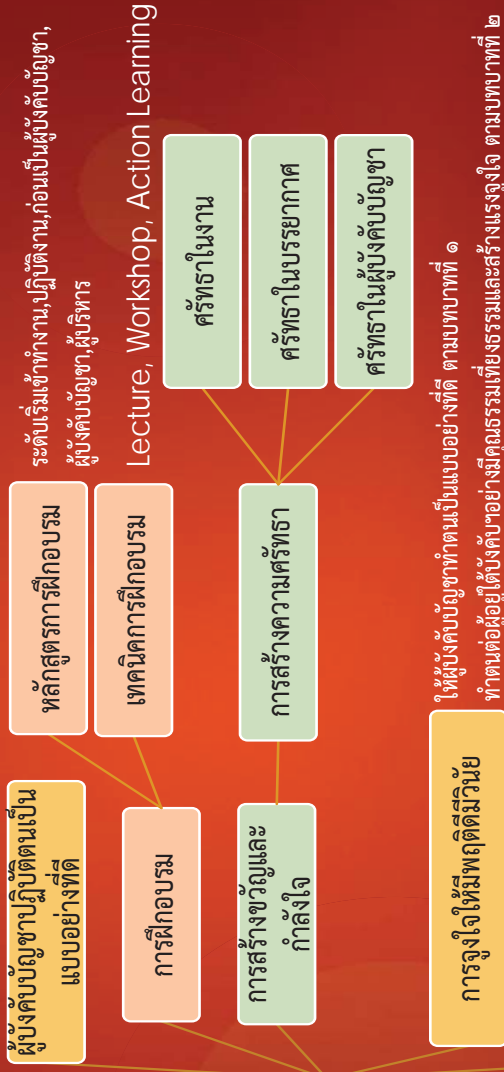 ผู้บังคับบัญชาปฏิบัติตนเป็น
แบบอย่างที่ดี
การฝึกอบรม
หลักสูตรการฝึกอบรม
ระดับเริ่มเข้าทำงาน,ปฏิบัติงาน,ก่อนเป็นผู้บังคับบัญชา,
ผู้บังคับบัญชา,ผู้บริหาร
เทคนิคการฝึกอบรม
Lecture, Workshop, Action Learning
การสร้างขวัญและ
กำลังใจ
การสร้างความศรัทธา
ศรัทธาในงาน
ศรัทธาในบรรยากาศ
ศรัทธาในผู้บังคับบัญชา
การจูงใจให้มีพฤติดีมีวินัย
ให้ผู้บังคับบัญชาทำตนเป็นแบบอย่างที่ดี ตามบทบาทที่ ๑
ทำตนต่อผู้อยู่ใต้บังคับฯอย่างมีคุณธรรมเที่ยงธรรมและสร้างแรงจูงใจ ตามบทบาทที่ ๒